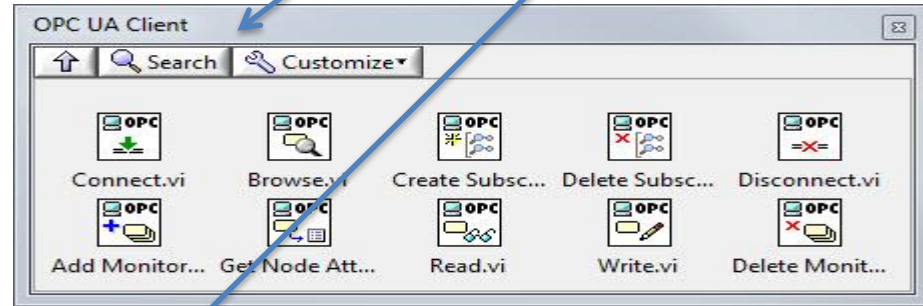 OPC UA Client
Search Customize
OPC OPC OPC OPC OPC
Connect.vi Browse.vi Create Subsc... Delete Subsc... Disconnect.vi
OPC OPC OPC OPC OPC
Add Monitor... Get Node Att... Read.vi Write.vi Delete Monit...